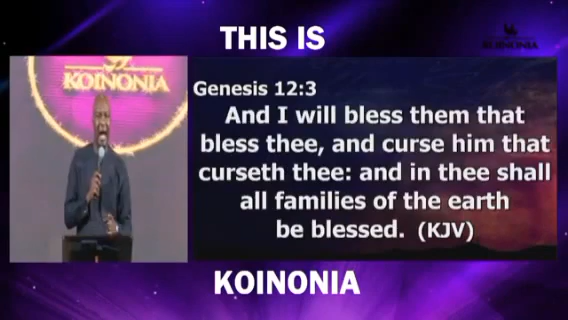 THIS IS
KOINONIA
KOINONIA
Genesis 12:3
And I will bless them that
bless thee, and curse him that
curseth thee: and in thee shall
all families of the earth
be blessed. (KJV)
KOINONIA